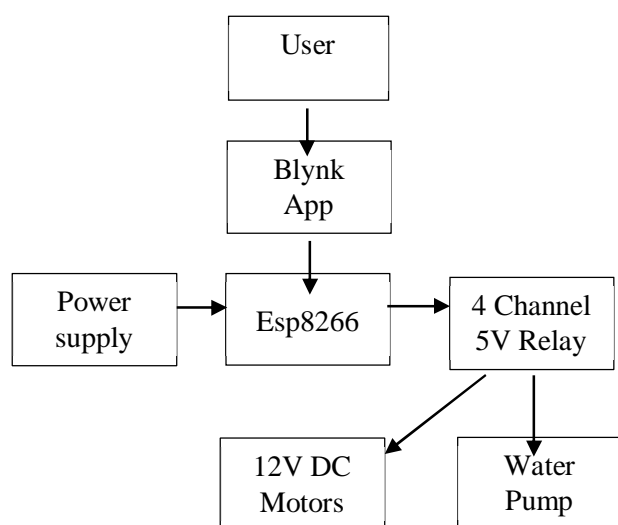 User
Blynk
App
Power
supply
Esp8266
4 Channel
5V Relay
12V DC
Motors
Water
Pump